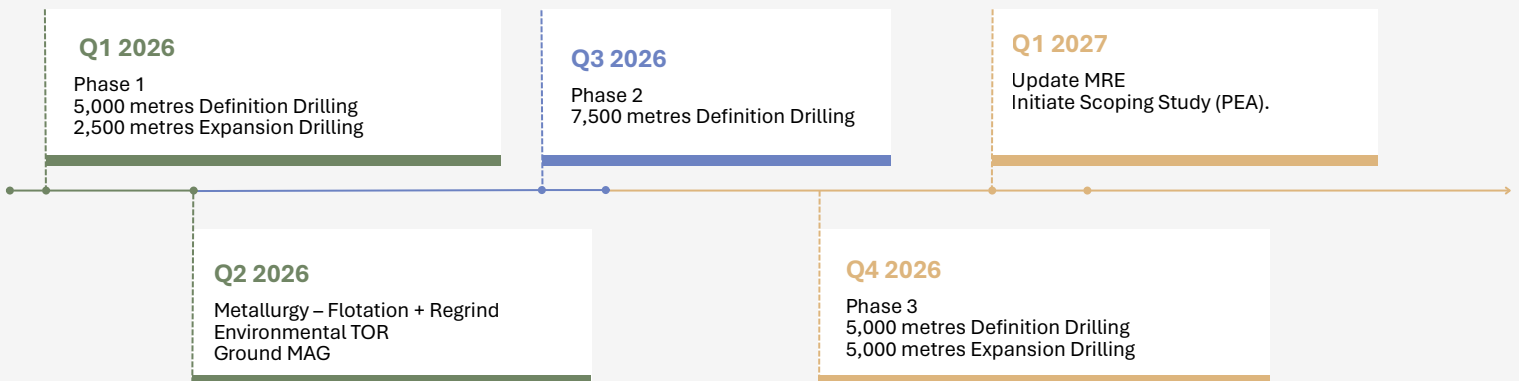 Q1 2026
Phase 1
5,000 metres Definition Drilling
2,500 metres Expansion Drilling
Q2 2026
Metallurgy – Flotation + Regrind
Environmental TOR
Ground MAG
Q3 2026
Phase 2
7,500 metres Definition Drilling
Q4 2026
Phase 3
5,000 metres Definition Drilling
5,000 metres Expansion Drilling
Q1 2027
Update MRE
Initiate Scoping Study (PEA).